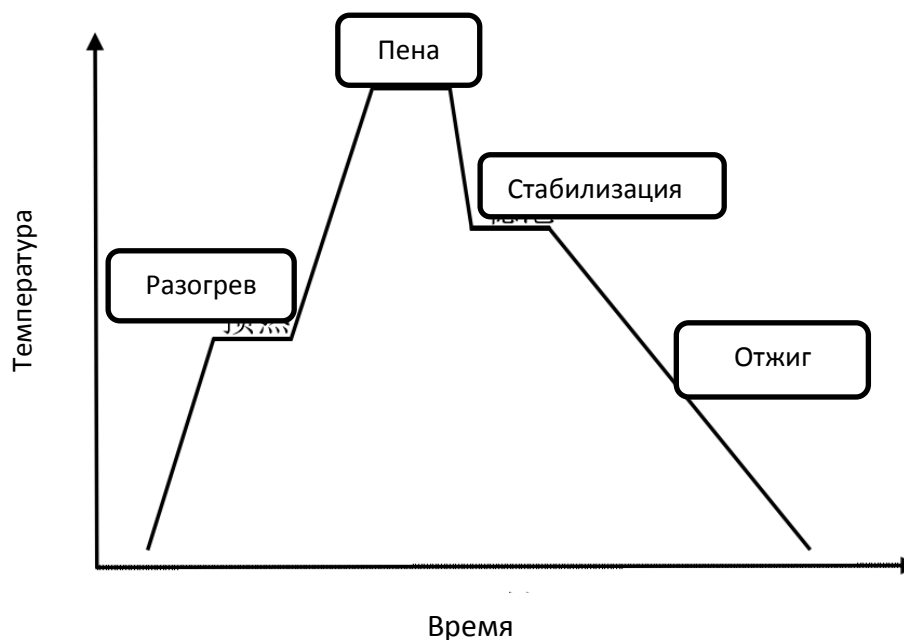 Пена
Стабилизация
Разогрев
Отжиг
Температура
Время